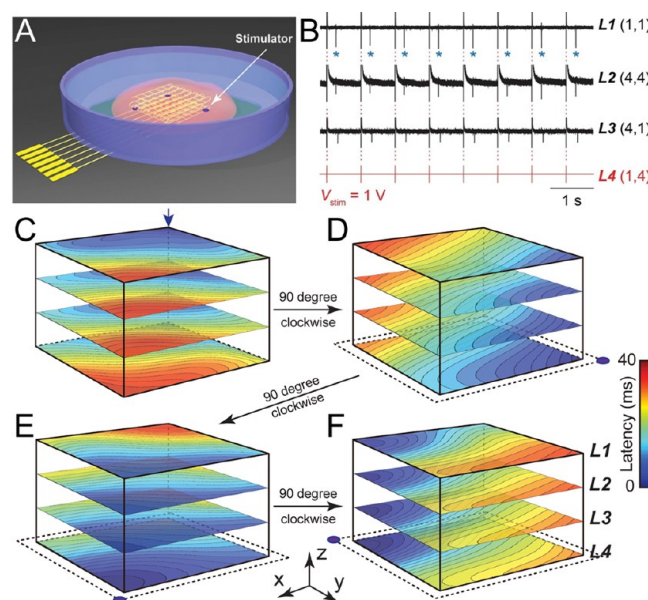 A
Stimulator
B
L1 (1,1)
* * * * * * * *
L2 (4,4)
L3 (4,1)
L4 (1,4)
Vstim = 1 V
1 s
C
90 degree
clockwise
D
90 degree
clockwise
40
Latency (ms)
0
E
90 degree
clockwise
F
L1
L2
L3
L4
z
x
y